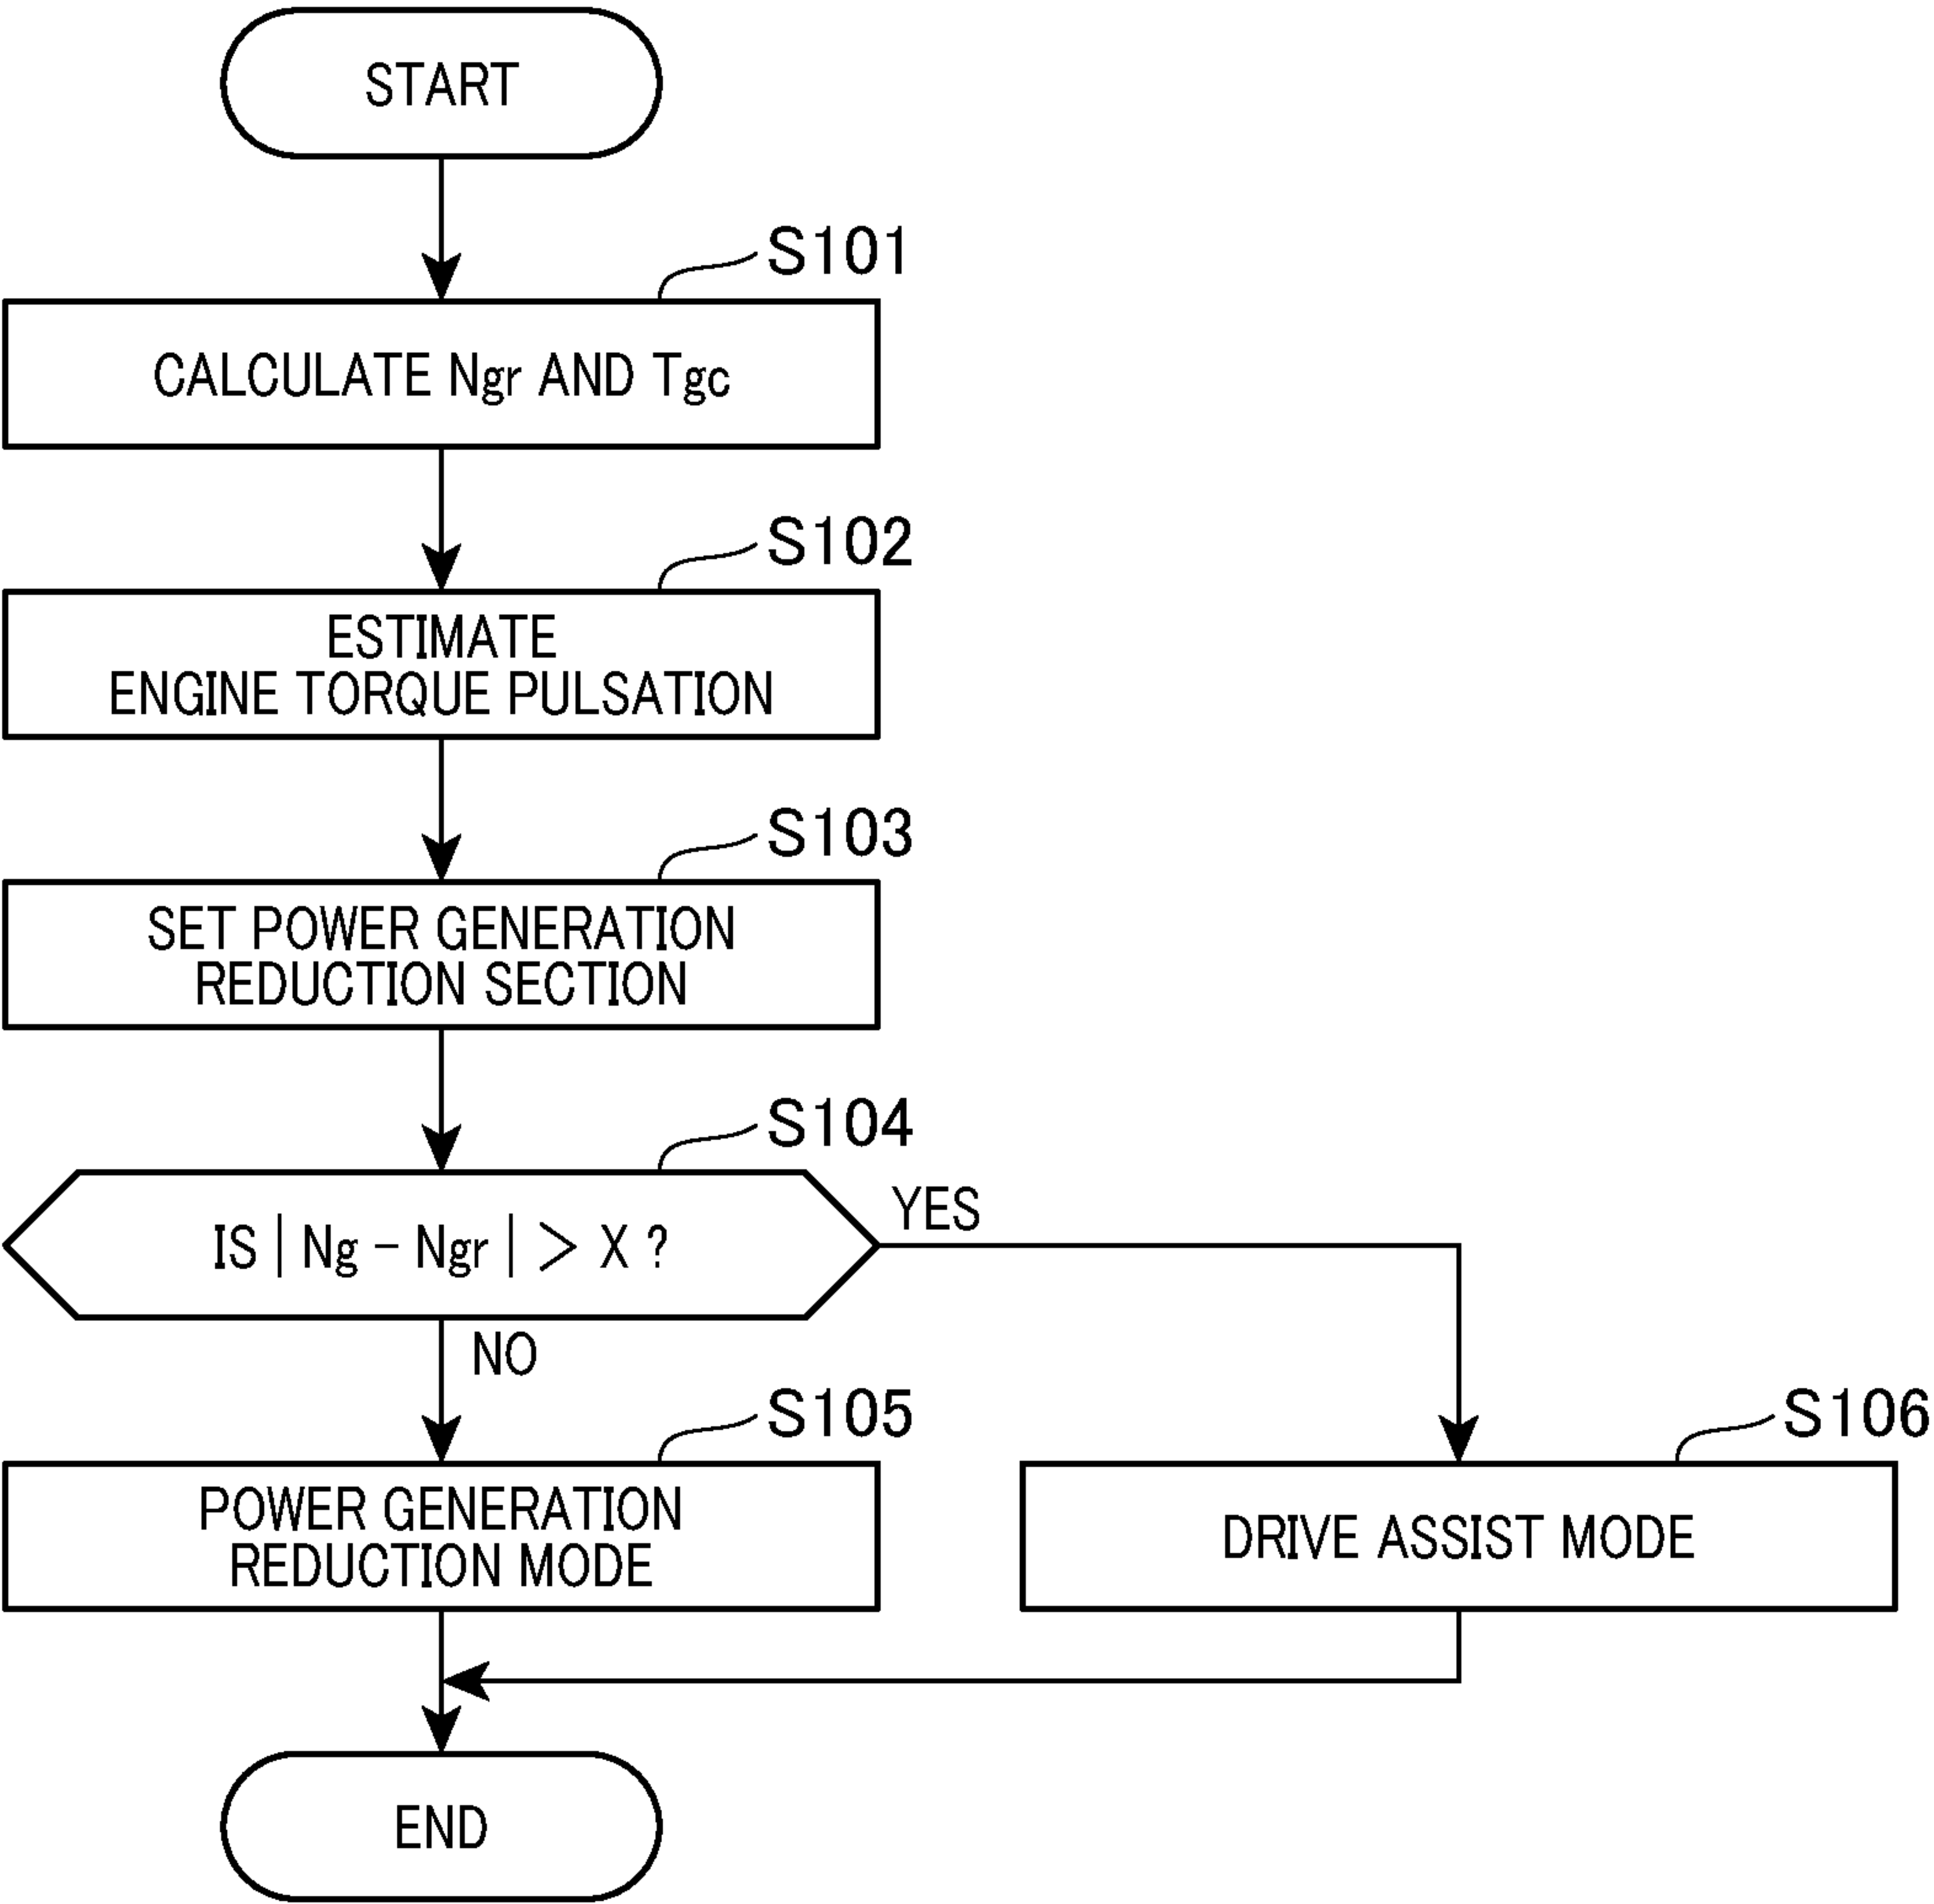 START
S101
CALCULATE Ngr AND Tgc
S102
ESTIMATE
ENGINE TORQUE PULSATION
S103
SET POWER GENERATION
REDUCTION SECTION
S104
IS | Ng − Ngr | > X ?
YES
NO
S105
POWER GENERATION
REDUCTION MODE
S106
DRIVE ASSIST MODE
END